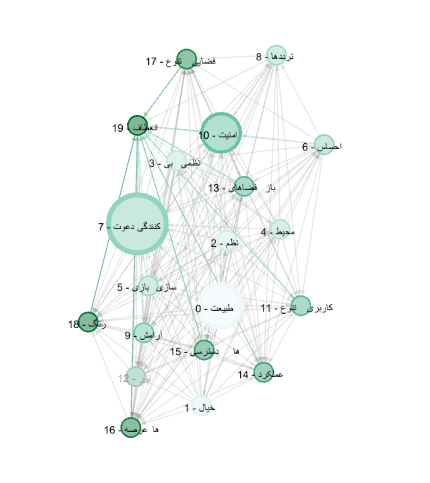 ترندها - 8
فضایی تنوع - 17
انعطاف - 19
امنیت - 10
احساس - 6
نظمی بی - 3
باز فضاهای - 13
کنندگی دعوت - 7
محیط - 4
نظم - 2
سازی بازی - 5
طبیعت - 0
کاربری تنوع - 11
رنگ - 18
آرامش - 9
ها دسترسی - 15
عملکرد - 14
12 -
خیال - 1
ها عرصه - 16